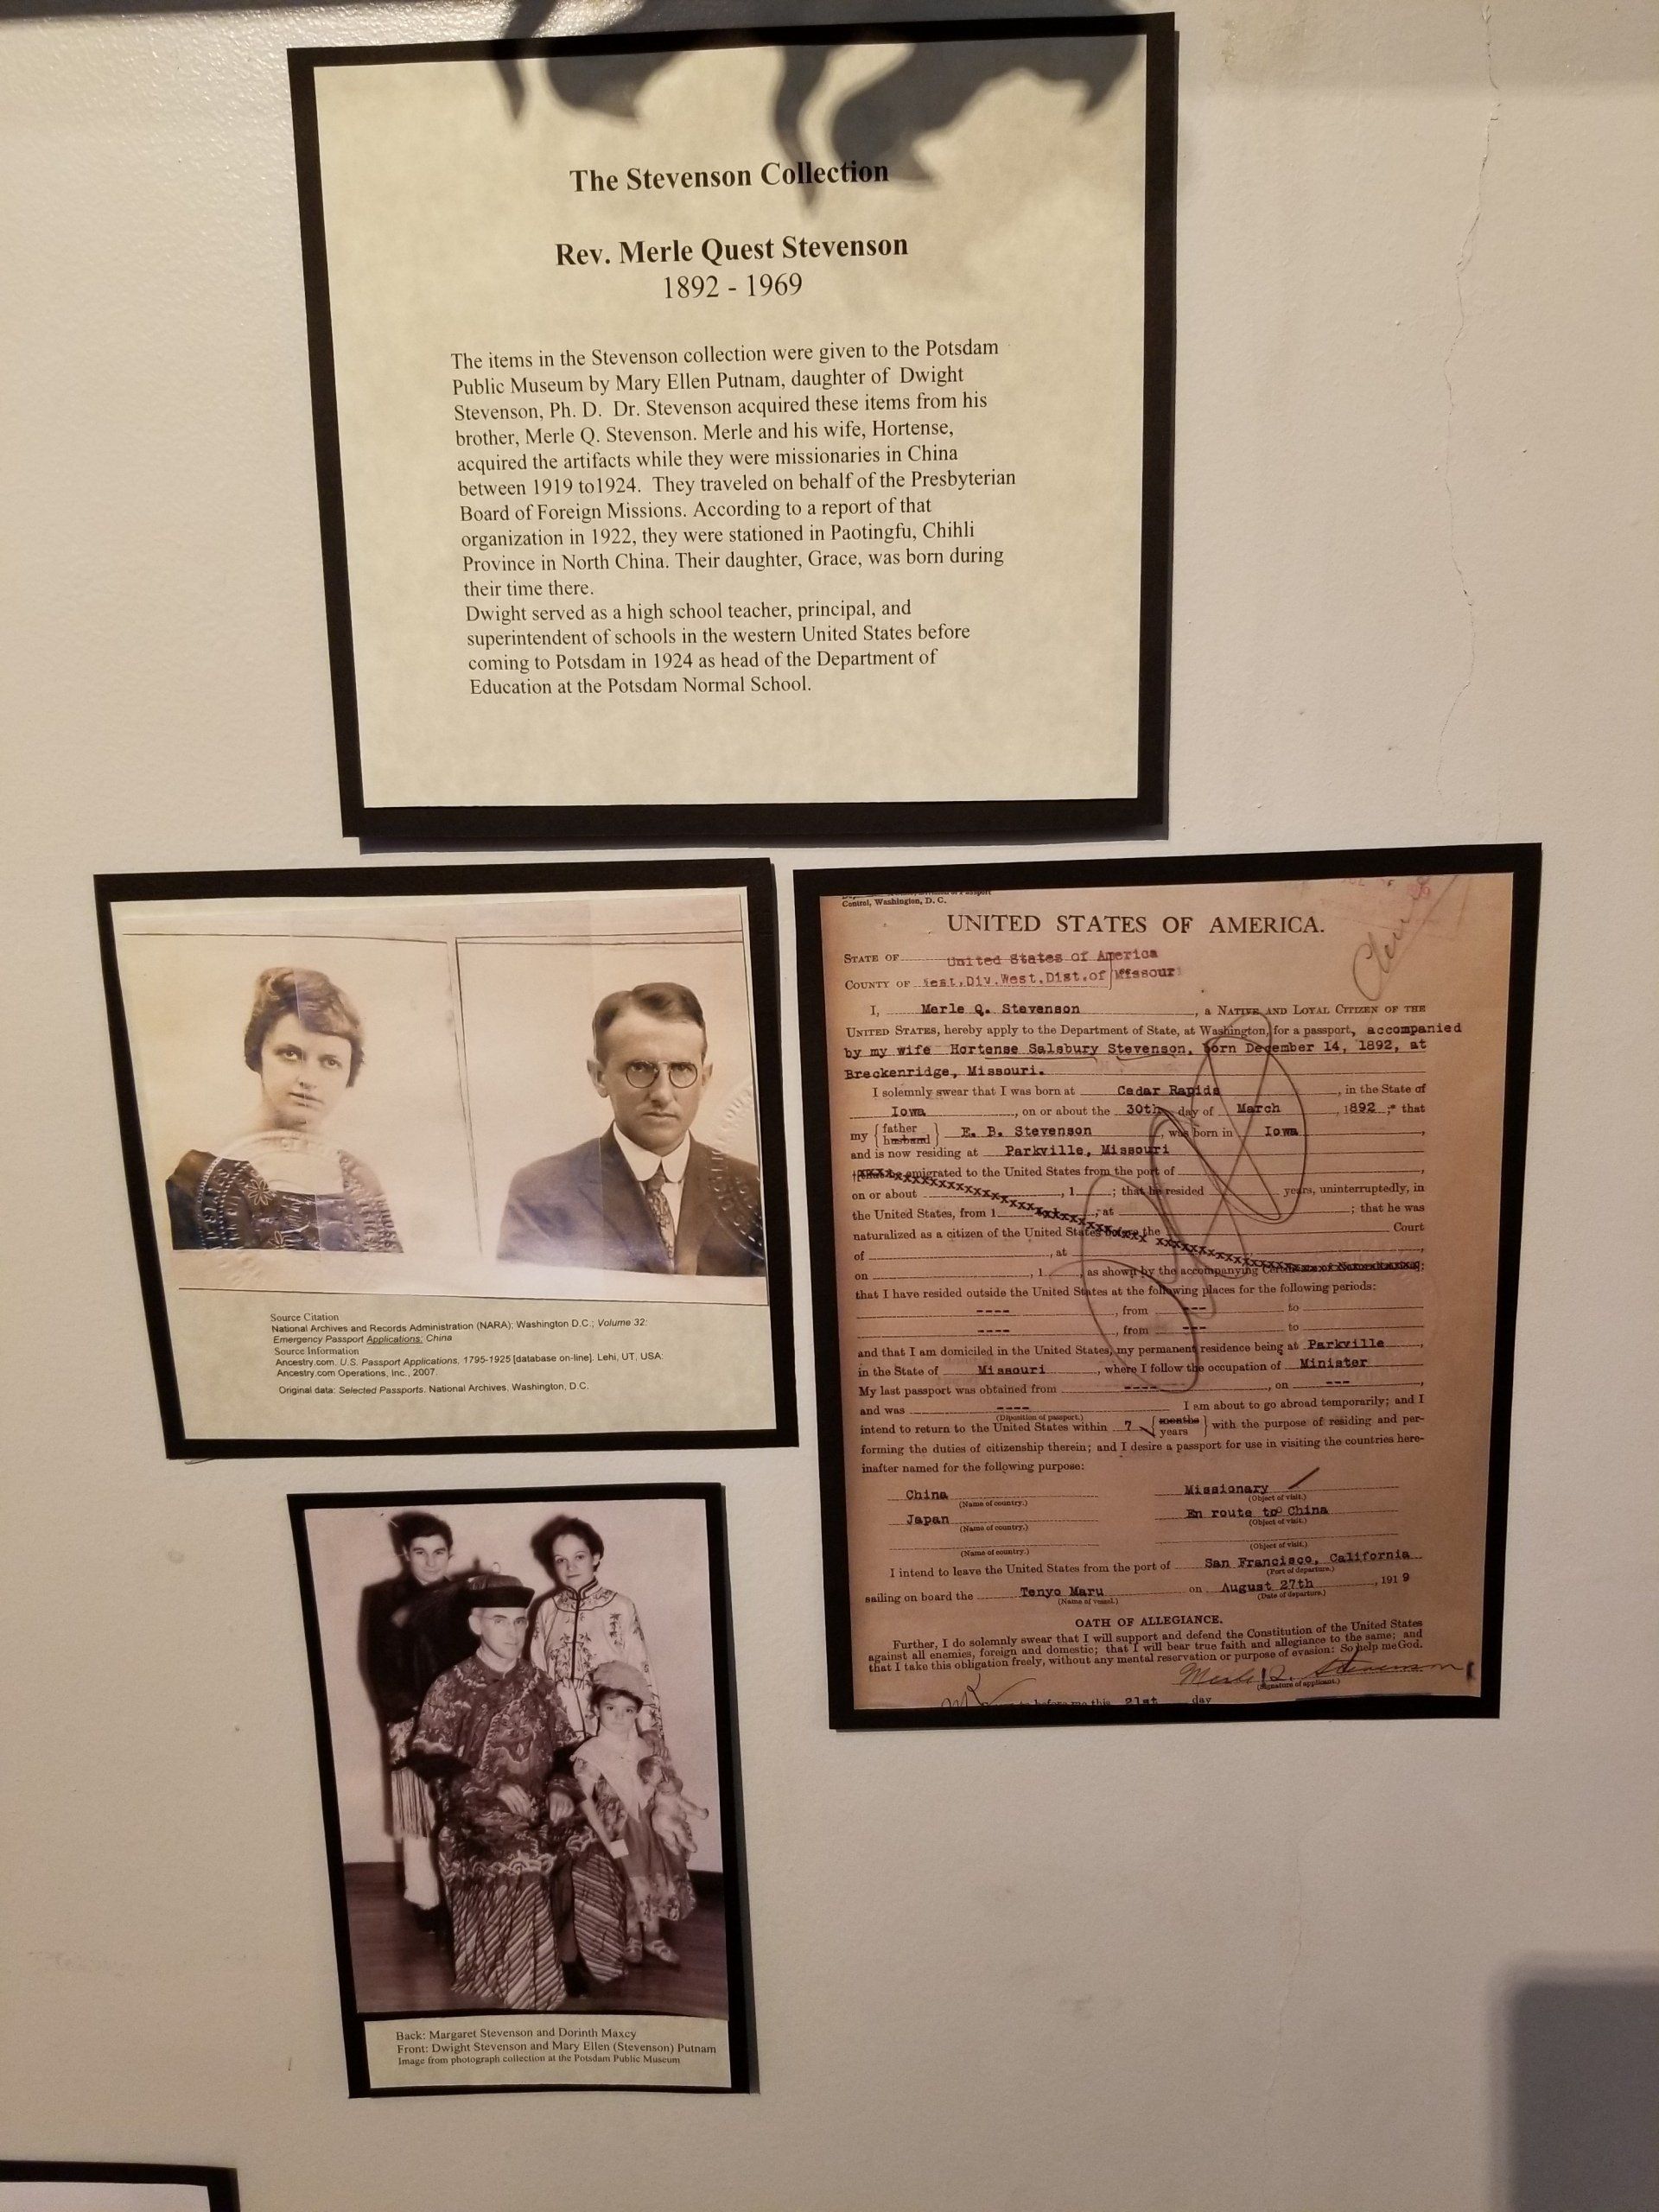 The Stevenson Collection
Rev. Merle Quest Stevenson
1892 - 1969
The items in the Stevenson collection were given to the Potsdam
Public Museum by Mary Ellen Putnam, daughter of Dwight
Stevenson, Ph. D. Dr. Stevenson acquired these items from his
brother, Merle Q. Stevenson. Merle and his wife, Hortense,
acquired the artifacts while they were missionaries in China
between 1919 to1924. They traveled on behalf of the Presbyterian
Board of Foreign Missions. According to a report of that
organization in 1922, they were stationed in Paotingfu, Chihli
Province in North China. Their daughter, Grace, was born during
their time there.
Dwight served as a high school teacher, principal, and
superintendent of schools in the western United States before
coming to Potsdam in 1924 as head of the Department of
Education at the Potsdam Normal School.
Source Citation
National Archives and Records Administration (NARA); Washington D.C.; Volume 32:
Emergency Passport Applications: China
Source Information
Ancestry.com. U.S. Passport Applications, 1795-1925 [database on-line]. Lehi, UT, USA:
Ancestry.com Operations, Inc., 2007.
Original data: Selected Passports. National Archives, Washington, D.C.
Control, Washington, D. C.
UNITED STATES OF AMERICA.
STATE OF United States of America
COUNTY OF West.Div.West.Dist.of Missouri
I, Merle Q. Stevenson, a NATIVE AND LOYAL CITIZEN OF THE
UNITED STATES, hereby apply to the Department of State, at Washington, for a passport, accompanied
by my wife Hortense Salsbury Stevenson, born December 14, 1892, at
Breckenridge, Missouri.
I solemnly swear that I was born at Cedar Rapids, in the State of
Iowa, on or about the 30th day of March, 1892; that
my { father husband } E. B. Stevenson, was born in Iowa,
and is now residing at Parkville, Missouri
emigrated to the United States from the port of
on or about , 1 ; that he resided years, uninterruptedly, in
the United States, from 1 , at ; that he was
naturalized as a citizen of the United States before the Court
of , at ,
on , 1 , as shown by the accompanying Certificate of Naturalization;
that I have resided outside the United States at the following places for the following periods:
----, from --- to
----, from --- to
and that I am domiciled in the United States, my permanent residence being at Parkville,
in the State of Missouri, where I follow the occupation of Minister
My last passport was obtained from ----, on ---,
and was ---- I am about to go abroad temporarily; and I
(Disposition of passport.)
intend to return to the United States within 7 { months years } with the purpose of residing and per-
forming the duties of citizenship therein; and I desire a passport for use in visiting the countries here-
inafter named for the following purpose:
China Missionary
(Name of country.) (Object of visit.)
Japan En route to China
(Name of country.) (Object of visit.)
(Name of country.) (Object of visit.)
I intend to leave the United States from the port of San Francisco, California
(Port of departure.)
sailing on board the Tenyo Maru on August 27th, 1919
(Name of vessel.) (Date of departure.)
OATH OF ALLEGIANCE.
Further, I do solemnly swear that I will support and defend the Constitution of the United States
against all enemies, foreign and domestic; that I will bear true faith and allegiance to the same; and
that I take this obligation freely, without any mental reservation or purpose of evasion: So help me God.
Merle Q. Stevenson
(Signature of applicant.)
to before me this 21st day
Back: Margaret Stevenson and Dorinth Maxcy
Front: Dwight Stevenson and Mary Ellen (Stevenson) Putnam
Image from photograph collection at the Potsdam Public Museum